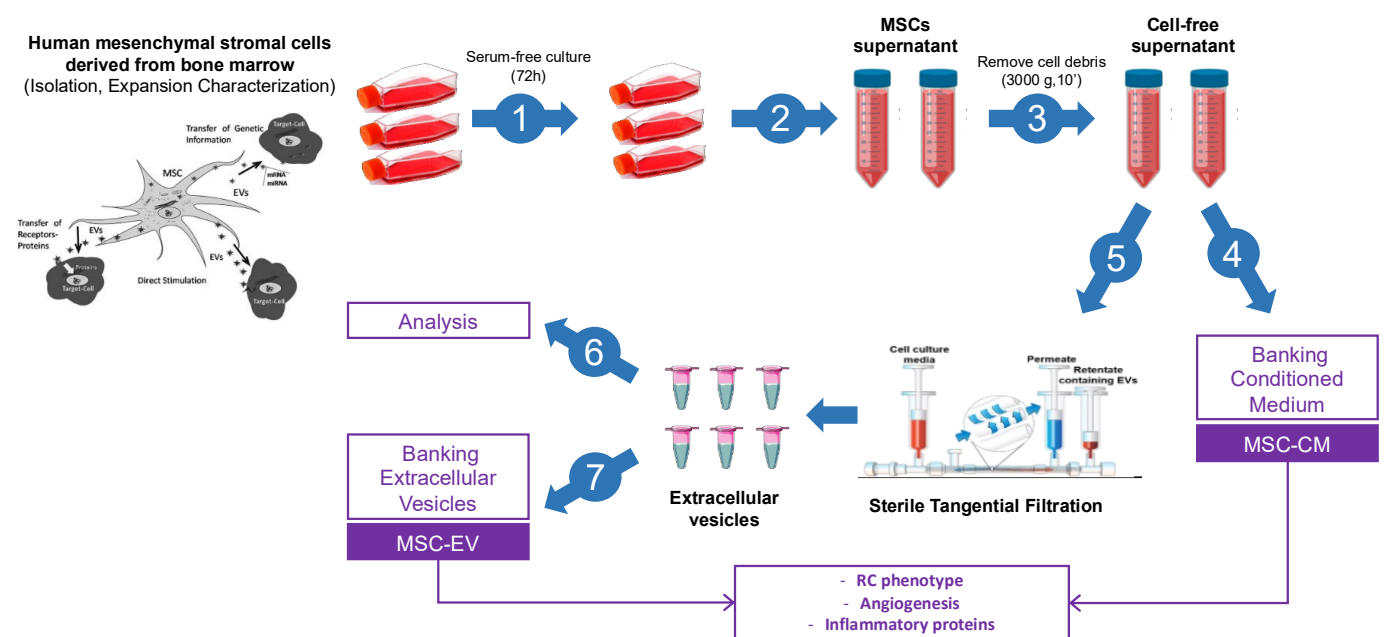 Human mesenchymal stromal cells
derived from bone marrow
(Isolation, Expansion Characterization)
Transfer of Genetic
Information
Target-Cell
mRNA
miRNA
MSC
EVs
Transfer of
Receptors-
Proteins
EVs
EVs
Proteins
Target-Cell
Direct Stimulation
Target-Cell
Serum-free culture
(72h)
1
2
MSCs
supernatant
Remove cell debris
(3000 g,10’)
3
Cell-free
supernatant
5
4
Banking
Conditioned
Medium
MSC-CM
Cell culture
media
Permeate
Retentate
containing EVs
Sterile Tangential Filtration
Extracellular
vesicles
6
Analysis
7
Banking
Extracellular
Vesicles
MSC-EV
- RC phenotype
- Angiogenesis
- Inflammatory proteins